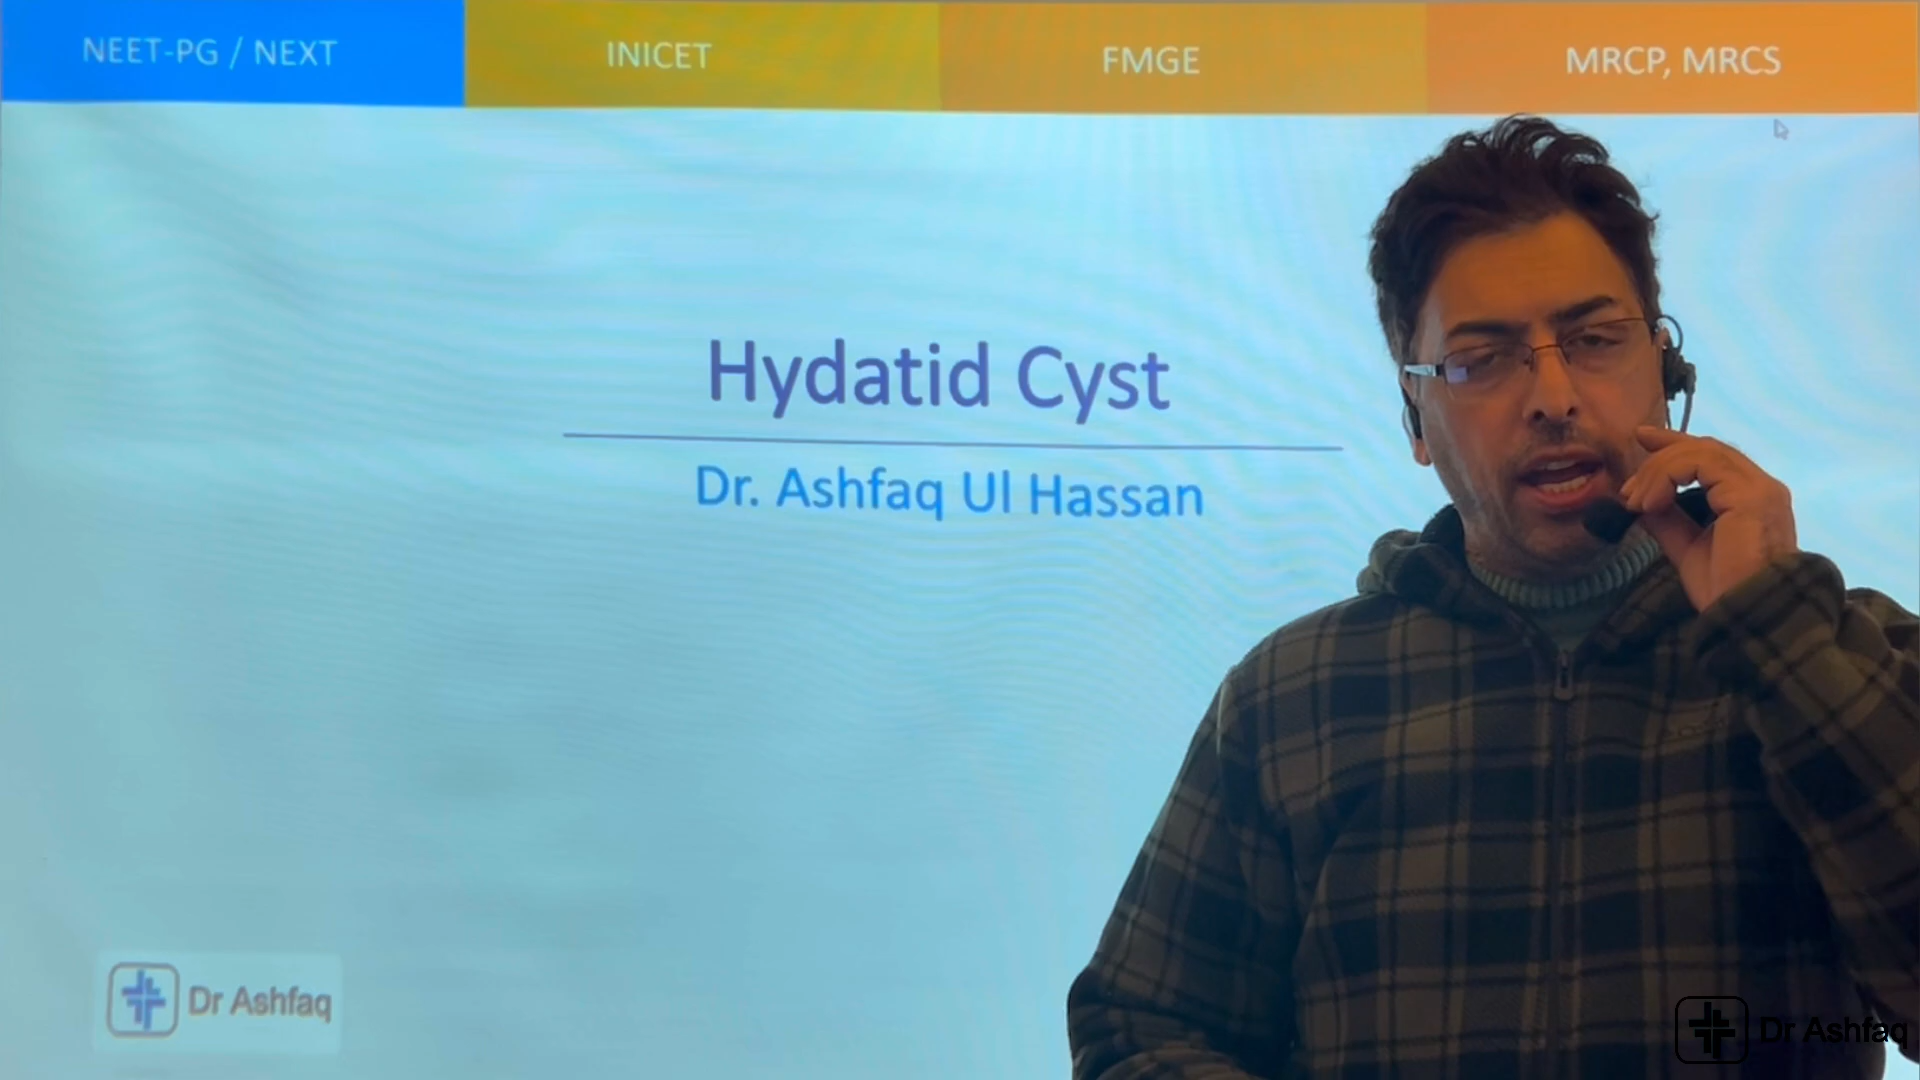 NEET-PG / NEXT
INICET
FMGE
MRCP, MRCS
Hydatid Cyst
Dr. Ashfaq Ul Hassan
Dr Ashfaq
Dr Ashfaq